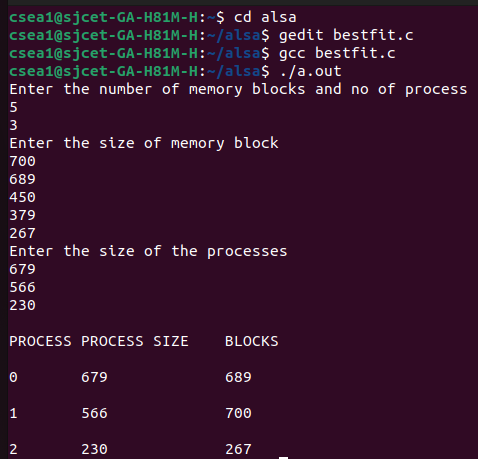 csea1@sjcet-GA-H81M-H:~$ cd alsa
csea1@sjcet-GA-H81M-H:~/alsa$ gedit bestfit.c
csea1@sjcet-GA-H81M-H:~/alsa$ gcc bestfit.c
csea1@sjcet-GA-H81M-H:~/alsa$ ./a.out
Enter the number of memory blocks and no of process
5
3
Enter the size of memory block
700
689
450
379
267
Enter the size of the processes
679
566
230
PROCESS PROCESS SIZE    BLOCKS
0       679             689
1       566             700
2       230             267